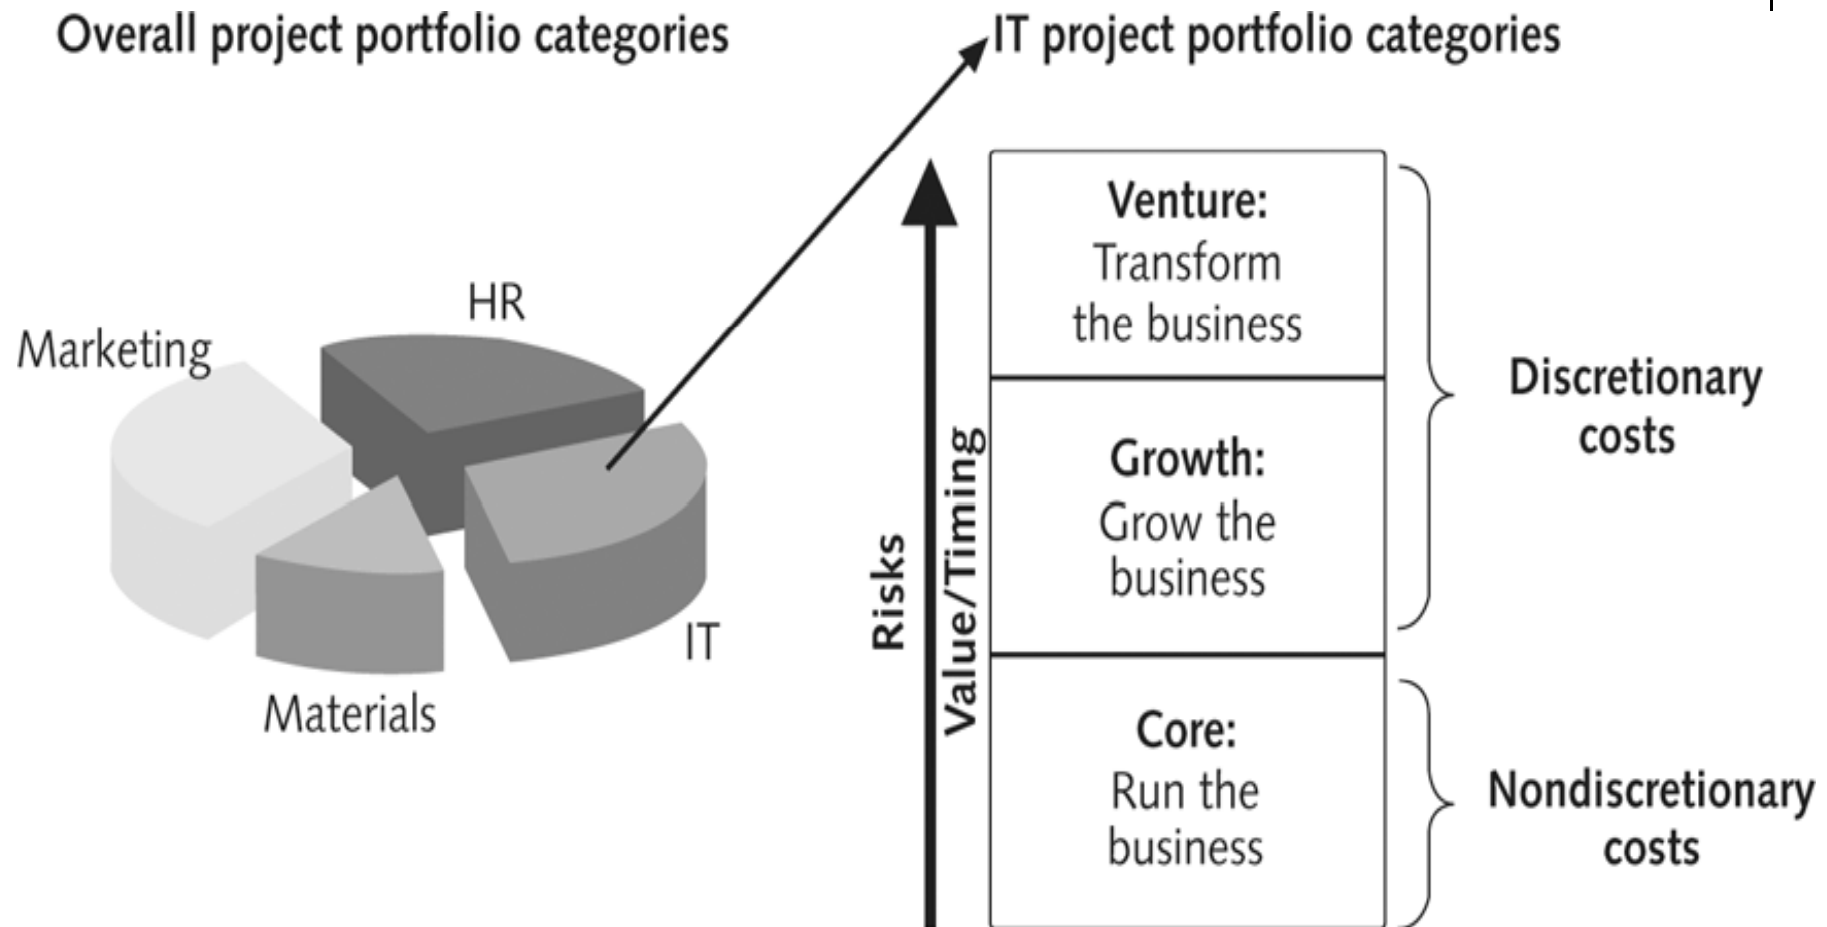 Overall project portfolio categories
IT project portfolio categories
HR
Marketing
IT
Materials
Risks
Value/Timing
Venture:
Transform
the business
Growth:
Grow the
business
Core:
Run the
business
Discretionary
costs
Nondiscretionary
costs